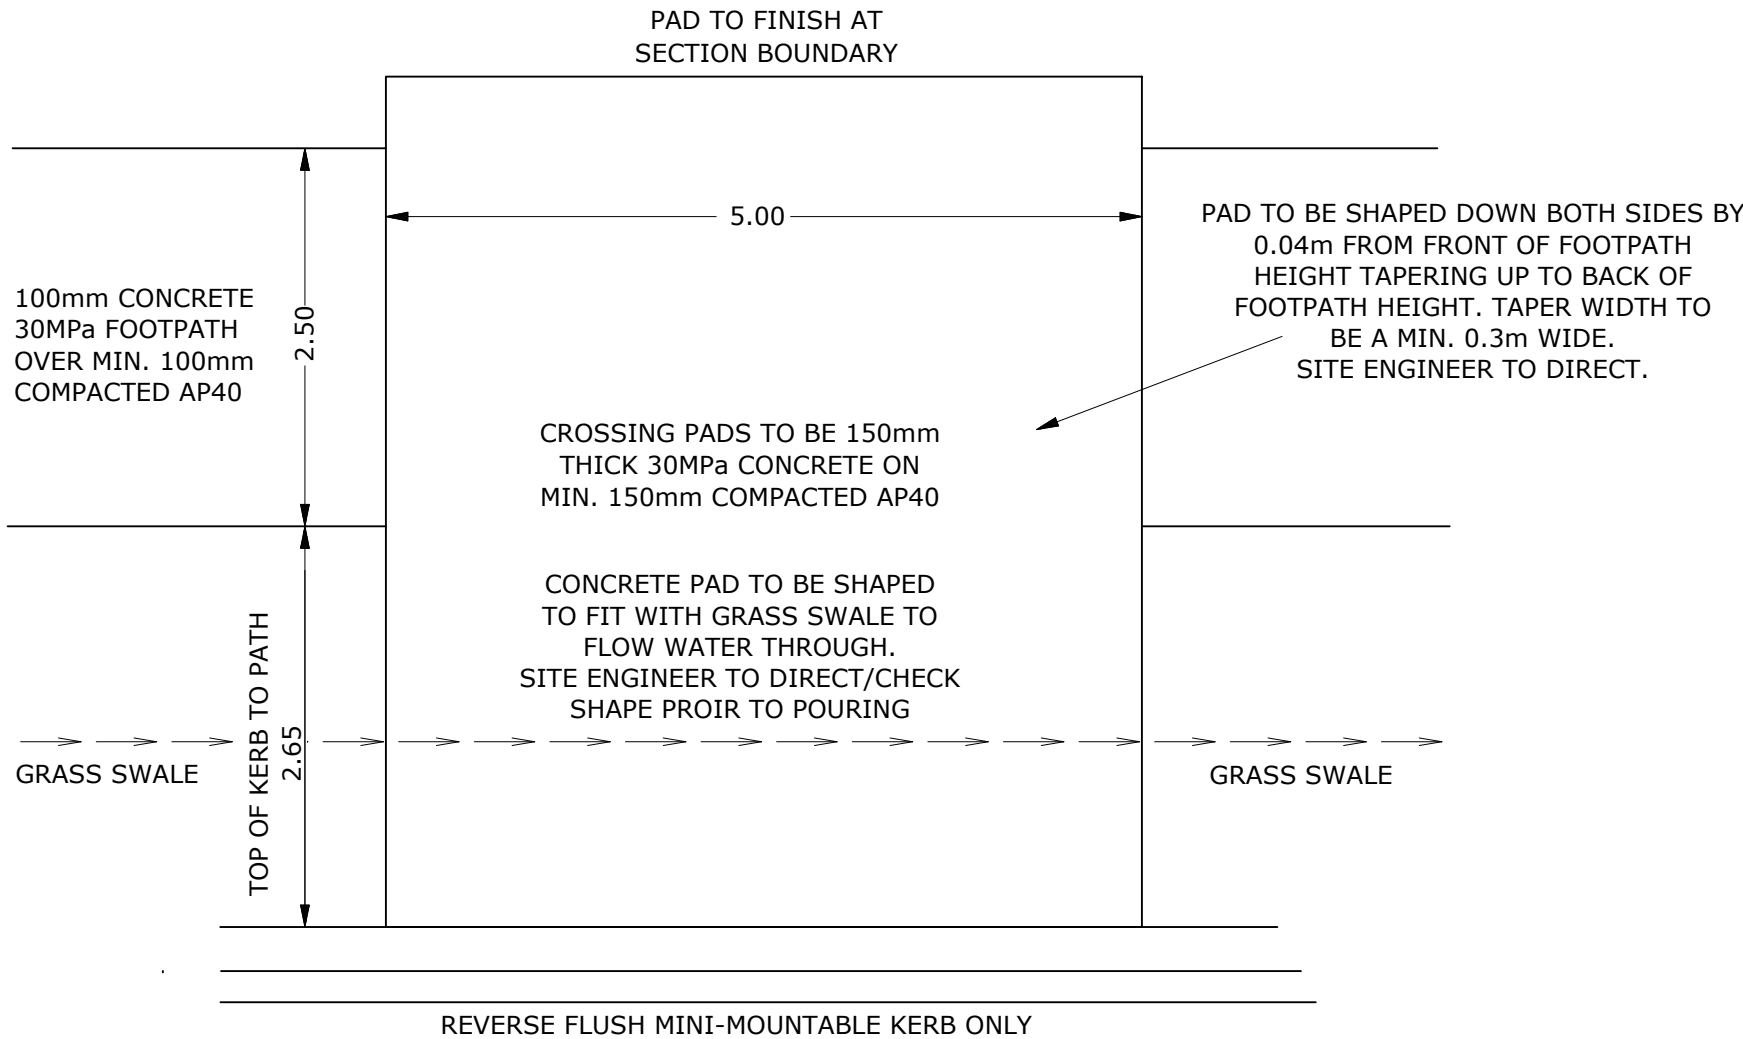 PAD TO FINISH AT
SECTION BOUNDARY
5.00
PAD TO BE SHAPED DOWN BOTH SIDES BY
0.04m FROM FRONT OF FOOTPATH
HEIGHT TAPERING UP TO BACK OF
FOOTPATH HEIGHT. TAPER WIDTH TO
BE A MIN. 0.3m WIDE.
SITE ENGINEER TO DIRECT.
100mm CONCRETE
30MPa FOOTPATH
OVER MIN. 100mm
COMPACTED AP40
2.50
CROSSING PADS TO BE 150mm
THICK 30MPa CONCRETE ON
MIN. 150mm COMPACTED AP40
CONCRETE PAD TO BE SHAPED
TO FIT WITH GRASS SWALE TO
FLOW WATER THROUGH.
SITE ENGINEER TO DIRECT/CHECK
SHAPE PROIR TO POURING
TOP OF KERB TO PATH
2.65
GRASS SWALE
GRASS SWALE
REVERSE FLUSH MINI-MOUNTABLE KERB ONLY